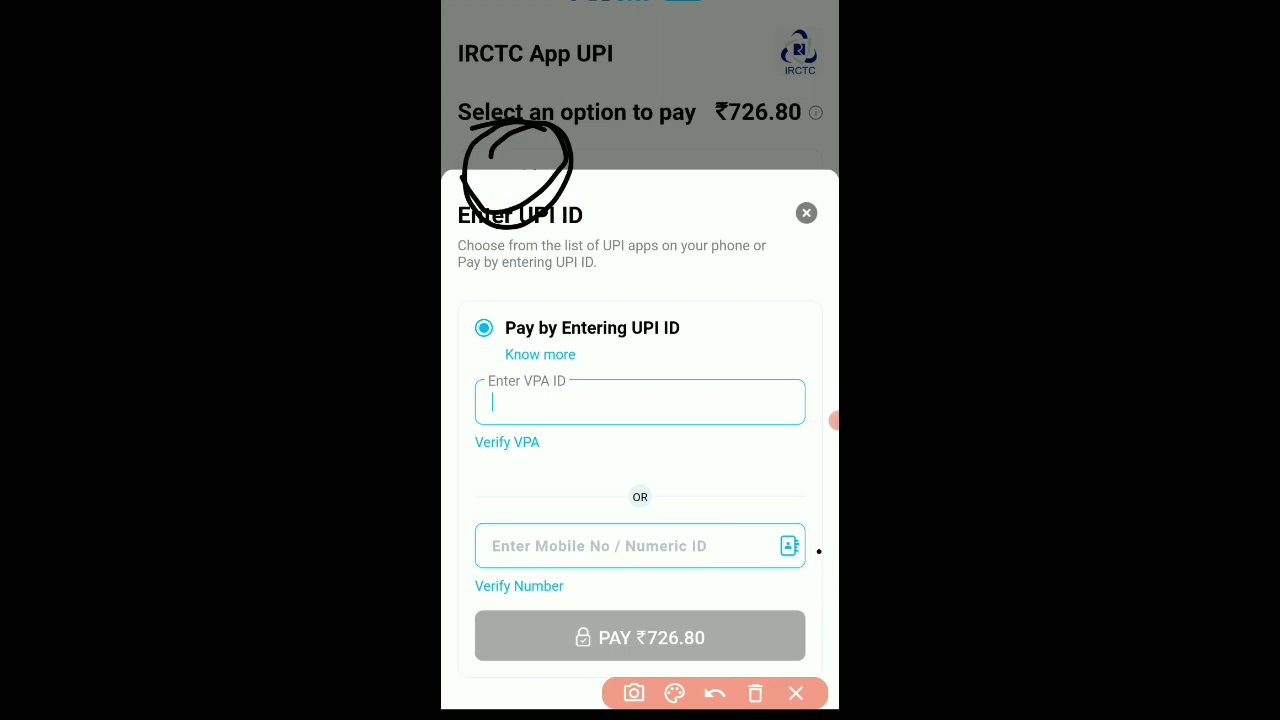 IRCTC App UPI
IRCTC
Select an option to pay ₹726.80
Enter UPI ID
Choose from the list of UPI apps on your phone or
Pay by entering UPI ID.
Pay by Entering UPI ID
Know more
Enter VPA ID
Verify VPA
OR
Enter Mobile No / Numeric ID
Verify Number
PAY ₹726.80